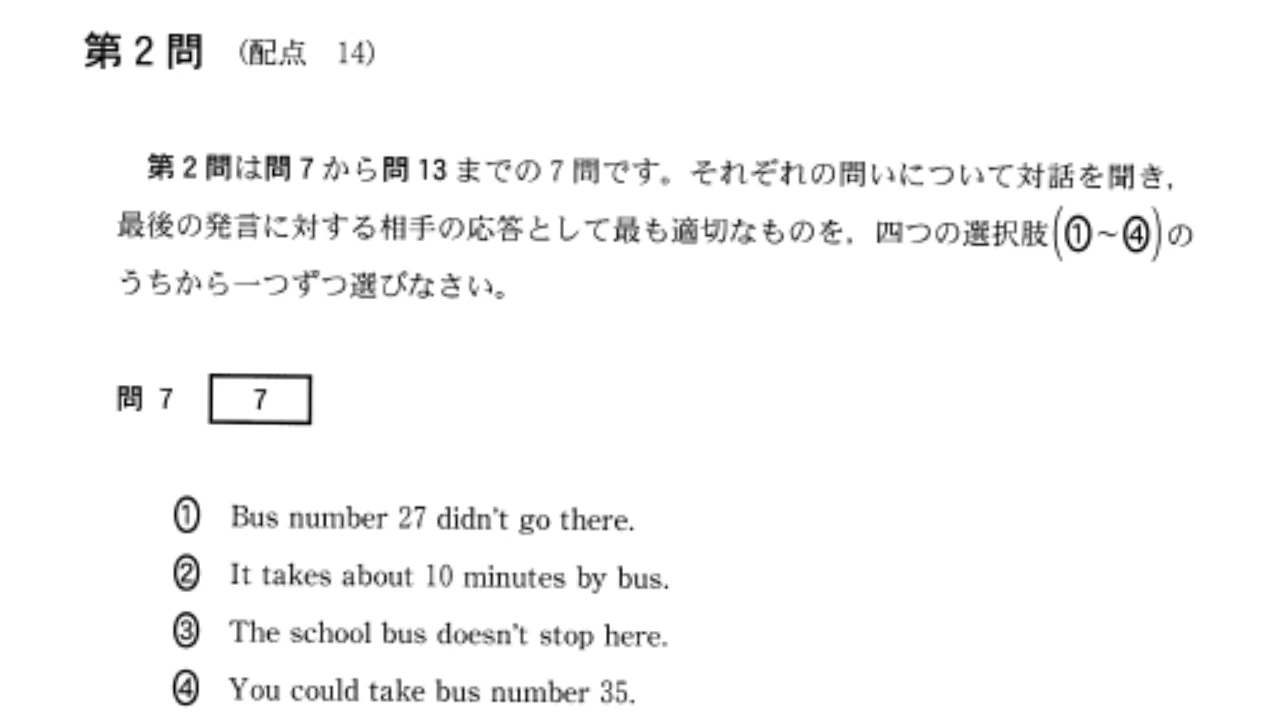 第2問 (配点 14)
第2問は問7から問13までの7問です。それぞれの問いについて対話を聞き,
最後の発言に対する相手の応答として最も適切なものを,四つの選択肢(①~④)の
うちから一つずつ選びなさい。
問 7 7
① Bus number 27 didn't go there.
② It takes about 10 minutes by bus.
③ The school bus doesn't stop here.
④ You could take bus number 35.